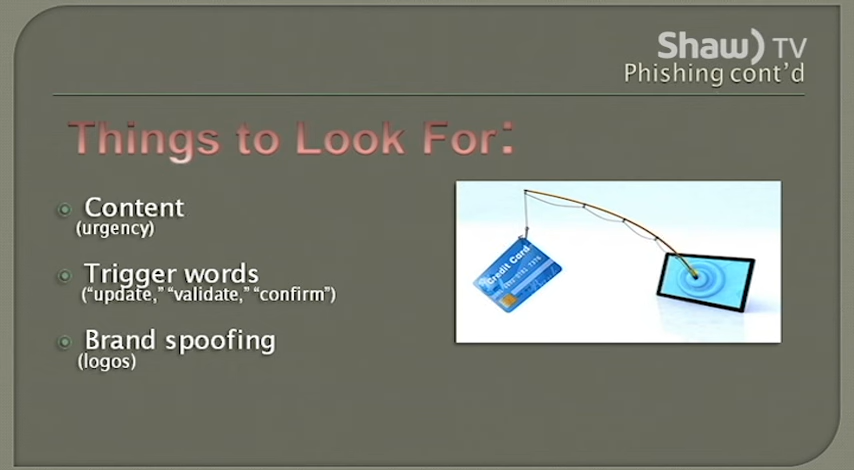 Shaw) TV
Phishing cont'd
Things to Look For:
Content
(urgency)
Trigger words
("update," "validate," "confirm")
Brand spoofing
(logos)
Credit Card